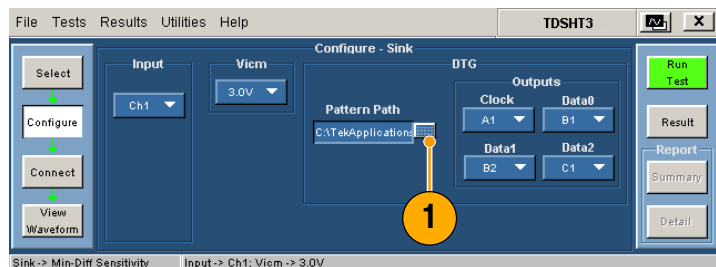 File Tests Results Utilities Help TDSHT3 X
Configure - Sink
Select
Configure
Connect
View
Waveform
Input
Ch1
Vicm
3.0V
DTG
Pattern Path
C:\TekApplications
Outputs
Clock Data0
A1 B1
Data1 Data2
B2 C1
1
Run
Test
Result
Report
Summary
Detail
Sink-> Min-Diff Sensitivity Input-> Ch1; Vicm -> 3.0V